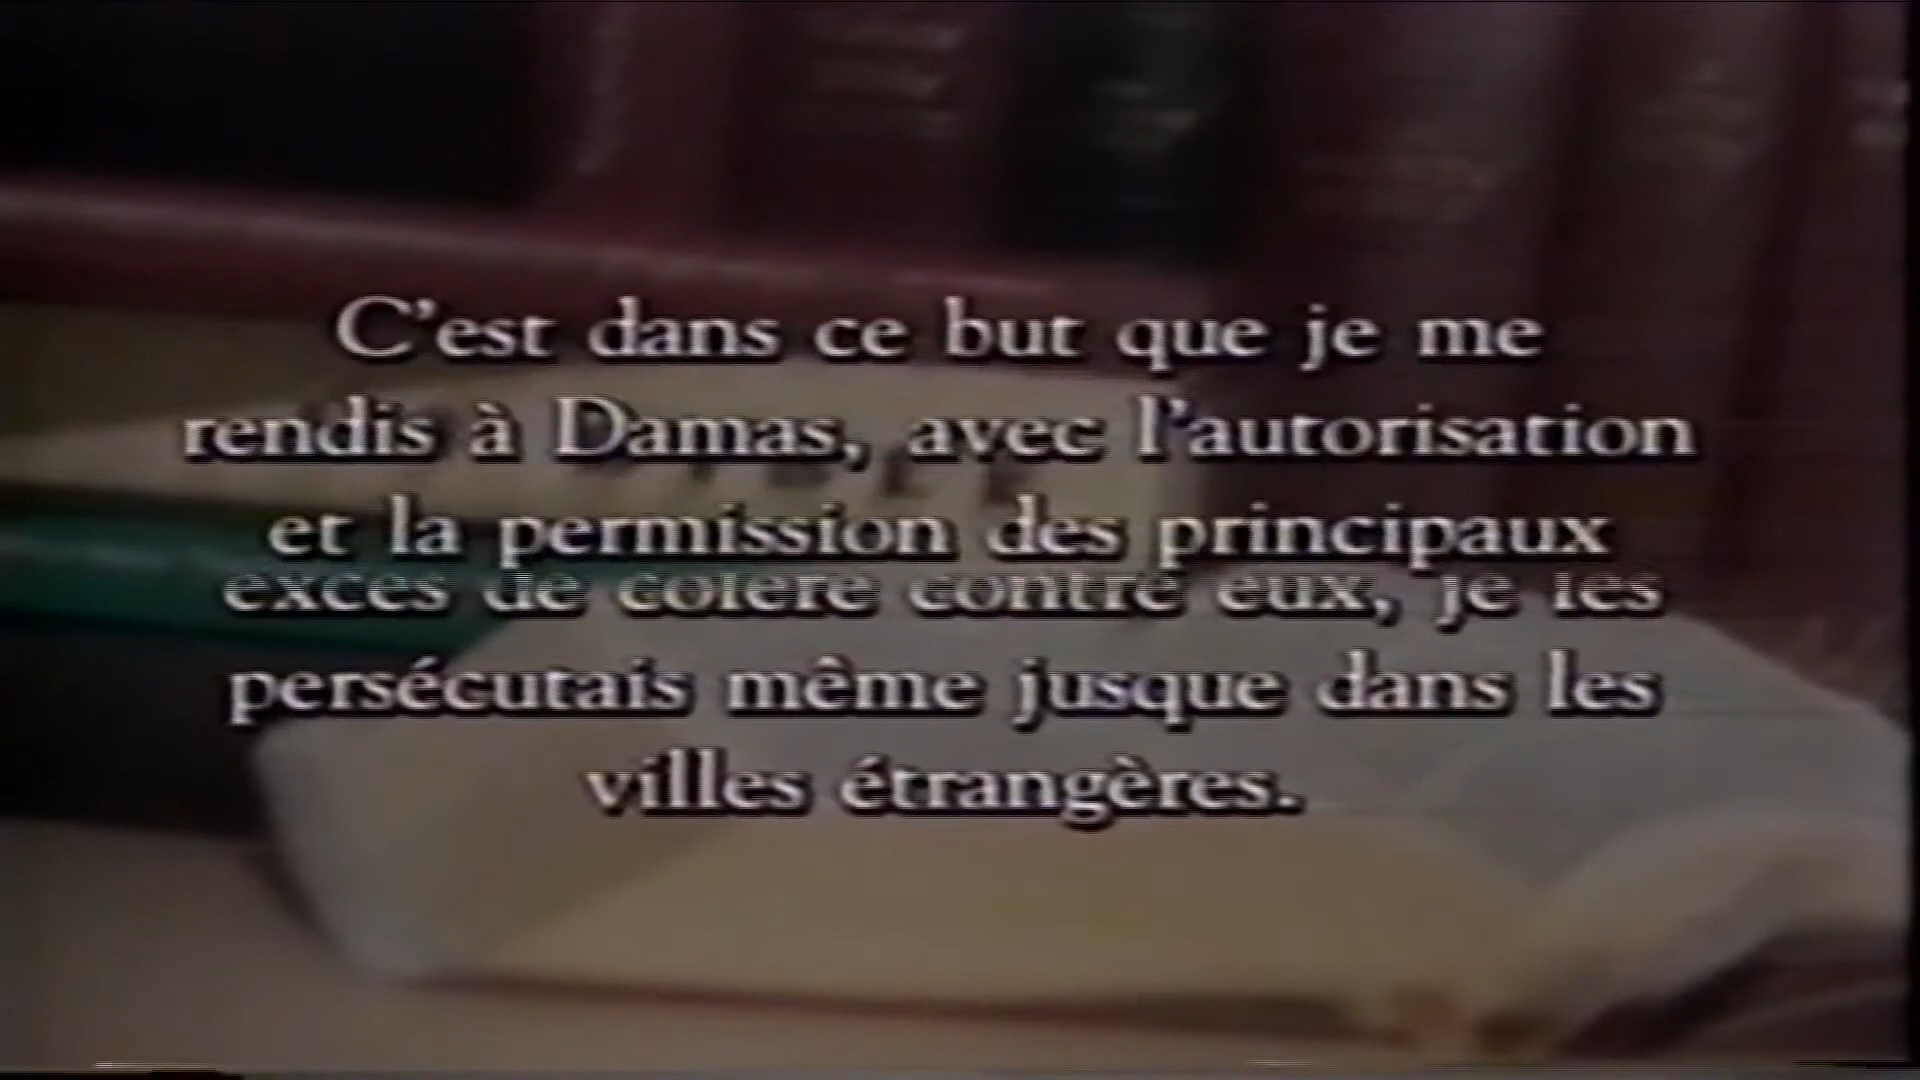 C'est dans ce but que je me
rendis à Damas, avec l'autorisation
et la permission des principaux
excès de colère contre eux, je les
persécutais même jusque dans les
villes étrangères.